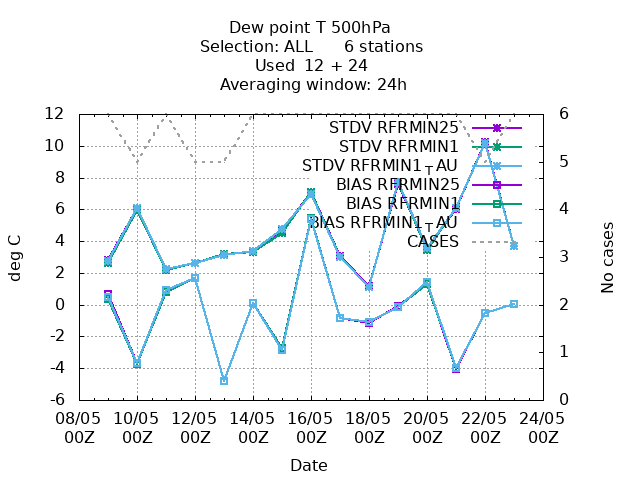 Dew point T 500hPa
Selection: ALL      6 stations
Used  12 + 24
Averaging window: 24h
12
10
8
6
4
2
0
-2
-4
-6
deg C
6
5
4
3
2
1
0
No cases
STDV RFRMIN25
STDV RFRMIN1
STDV RFRMIN1_T AU
BIAS RFRMIN25
BIAS RFRMIN1
BIAS RFRMIN1_T AU
CASES
08/05 10/05 12/05 14/05 16/05 18/05 20/05 22/05 24/05
00Z 00Z 00Z 00Z 00Z 00Z 00Z 00Z 00Z
Date